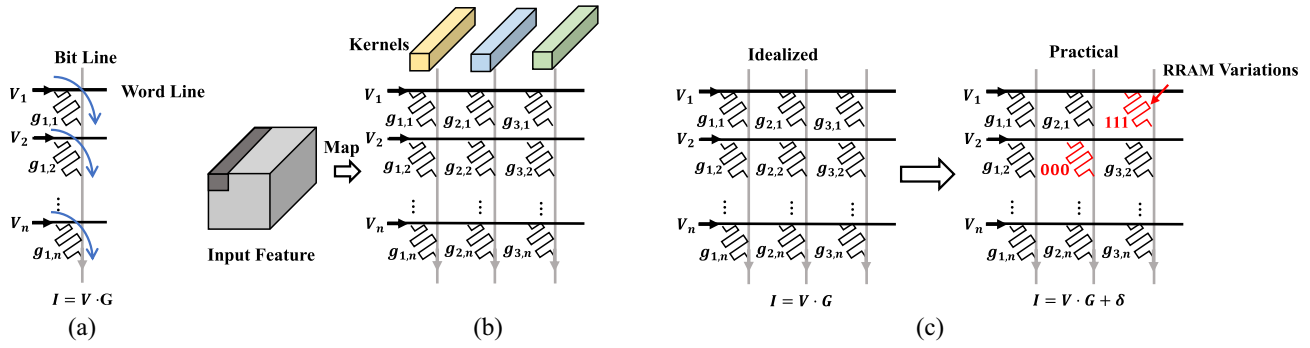 Bit Line
Word Line
V1
g1,1
V2
g1,2
...
Vn
g1,n
I = V · G
(a)
Input Feature
Map
Kernels
V1
g1,1 g2,1 g3,1
V2
g1,2 g2,2 g3,2
... ... ...
Vn
g1,n g2,n g3,n
(b)
Idealized
V1
g1,1 g2,1 g3,1
V2
g1,2 g2,2 g3,2
... ... ...
Vn
g1,n g2,n g3,n
I = V · G
Practical
RRAM Variations
V1
g1,1 g2,1 111
V2
g1,2 000 g3,2
... ... ...
Vn
g1,n g2,n g3,n
I = V · G + δ
(c)